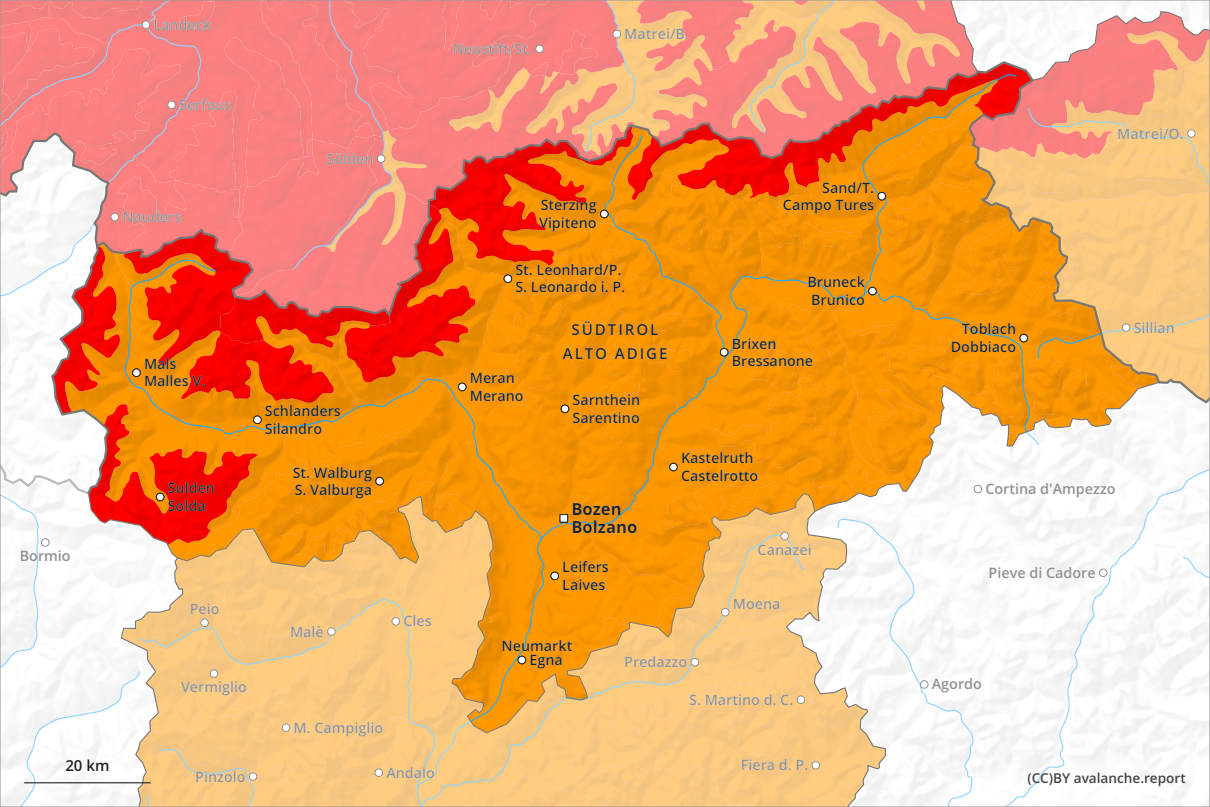 Landeck
Matrei/B
Neustift/St
Serfaus
Matrei/O.
Sölden
Sand/T.
Campo Tures
Sterzing
Vipiteno
Nauders
St. Leonhard/P.
S. Leonardo i. P.
Bruneck
Brunico
SÜDTIROL
ALTO ADIGE
Toblach
Dobbiaco
Sillian
Brixen
Bressanone
Mals
Malles V.
Meran
Merano
Schlanders
Silandro
Sarnthein
Sarentino
Kastelruth
Castelrotto
St. Walburg
S. Valburga
Sulden
Solda
Cortina d'Ampezzo
Bozen
Bolzano
Bormio
Canazei
Leifers
Laives
Pieve di Cadore
Peio
Malè
Cles
Moena
Neumarkt
Egna
Predazzo
Vermiglio
Agordo
S. Martino d. C.
M. Campiglio
20 km
Pinzolo
Andalo
Fiera d. P.
(CC)BY avalanche.report